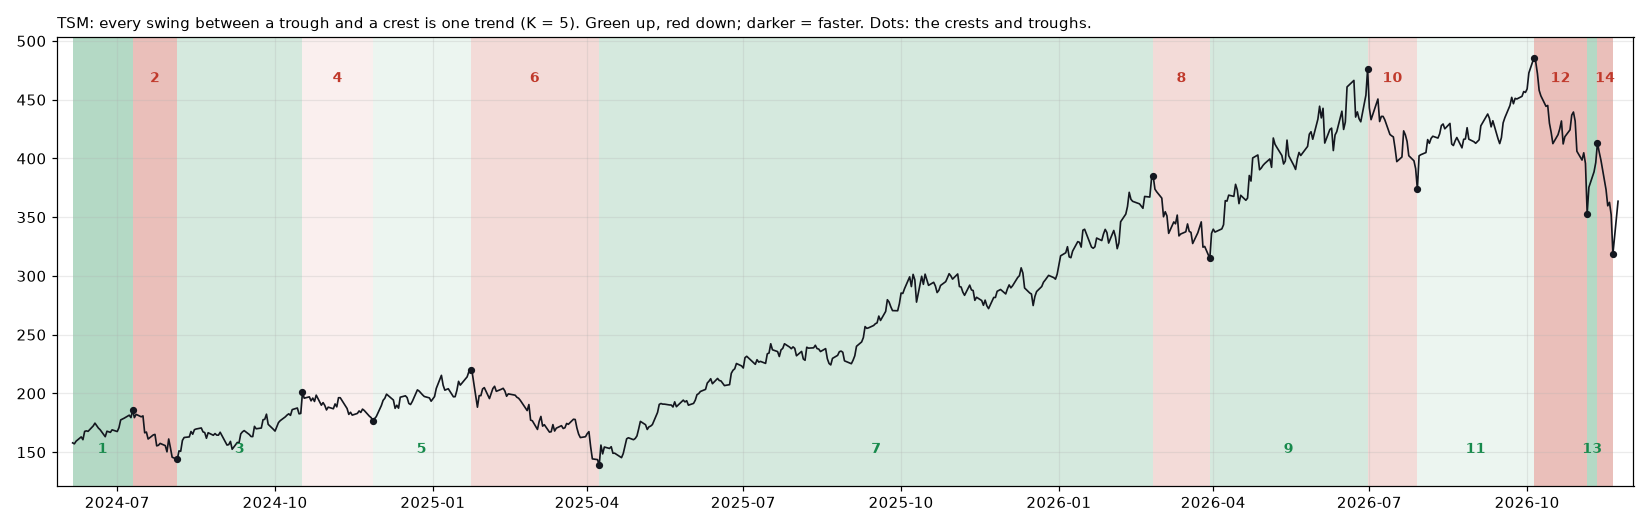 TSM: every swing between a trough and a crest is one trend (K = 5). Green up, red down; darker = faster. Dots: the crests and troughs.
500
450
400
350
300
250
200
150
2 4 6 8 10 12 14
1 3 5 7 9 11 13
2024-07 2024-10 2025-01 2025-04 2025-07 2025-10 2026-01 2026-04 2026-07 2026-10